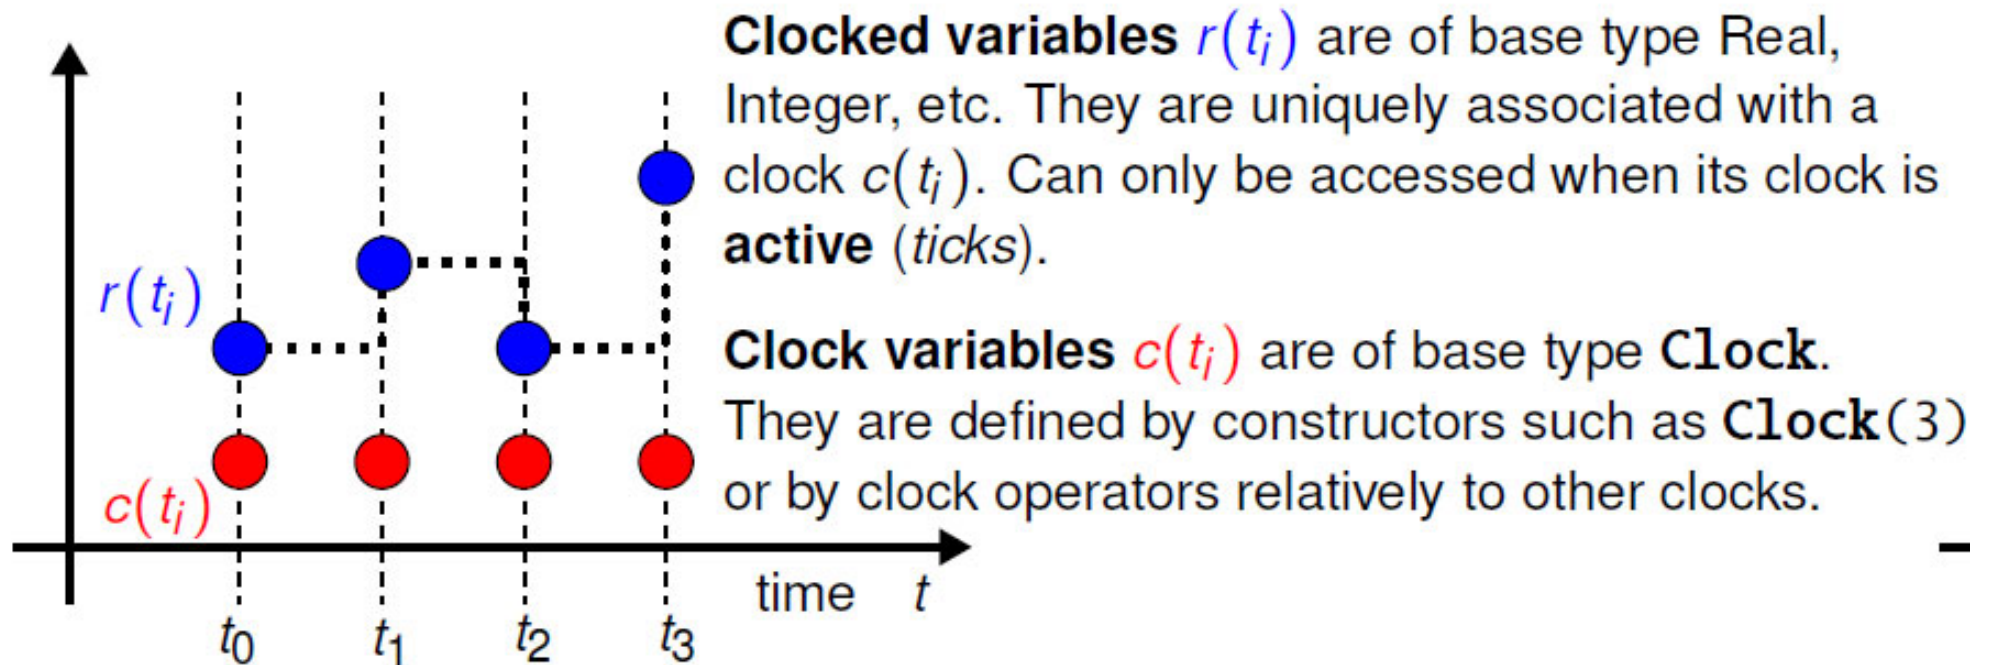 Clocked variables r(tᵢ) are of base type Real,
Integer, etc. They are uniquely associated with a
clock c(tᵢ). Can only be accessed when its clock is
active (ticks).
r(tᵢ)
Clock variables c(tᵢ) are of base type Clock.
They are defined by constructors such as Clock(3)
or by clock operators relatively to other clocks.
c(tᵢ)
time t
t₀ t₁ t₂ t₃